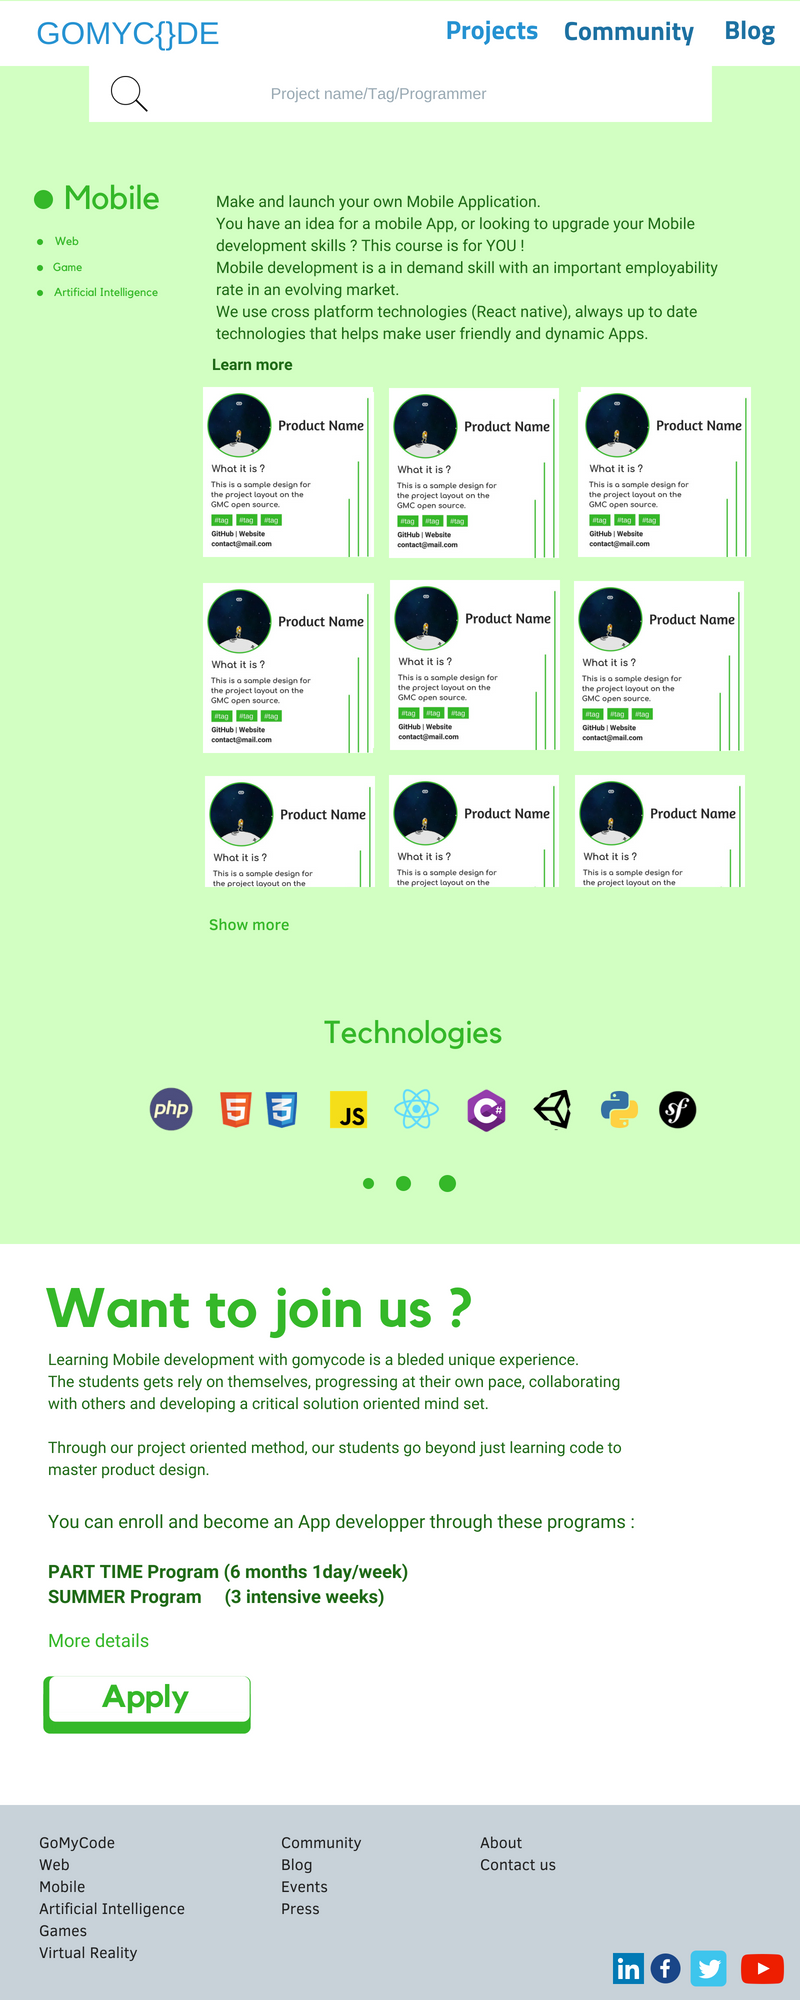 GOMYC{}DE
Projects Community Blog
Project name/Tag/Programmer
Mobile
Web
Game
Artificial Intelligence
Make and launch your own Mobile Application.
You have an idea for a mobile App, or looking to upgrade your Mobile
development skills ? This course is for YOU !
Mobile development is a in demand skill with an important employability
rate in an evolving market.
We use cross platform technologies (React native), always up to date
technologies that helps make user friendly and dynamic Apps.
Learn more
Product Name
What it is ?
This is a sample design for
the project layout on the
GMC open source.
#tag #tag #tag
GitHub | Website
contact@mail.com
Product Name
What it is ?
This is a sample design for
the project layout on the
GMC open source.
#tag #tag #tag
GitHub | Website
contact@mail.com
Product Name
What it is ?
This is a sample design for
the project layout on the
GMC open source.
#tag #tag #tag
GitHub | Website
contact@mail.com
Product Name
What it is ?
This is a sample design for
the project layout on the
GMC open source.
#tag #tag #tag
GitHub | Website
contact@mail.com
Product Name
What it is ?
This is a sample design for
the project layout on the
GMC open source.
#tag #tag #tag
GitHub | Website
contact@mail.com
Product Name
What it is ?
This is a sample design for
the project layout on the
GMC open source.
#tag #tag #tag
GitHub | Website
contact@mail.com
Product Name
What it is ?
This is a sample design for
the project layout on the
Product Name
What it is ?
This is a sample design for
the project layout on the
Product Name
What it is ?
This is a sample design for
the project layout on the
Show more
Technologies
php 5 3 JS C# sf
Want to join us ?
Learning Mobile development with gomycode is a bleded unique experience.
The students gets rely on themselves, progressing at their own pace, collaborating
with others and developing a critical solution oriented mind set.
Through our project oriented method, our students go beyond just learning code to
master product design.
You can enroll and become an App developper through these programs :
PART TIME Program (6 months 1day/week)
SUMMER Program (3 intensive weeks)
More details
Apply
GoMyCode
Web
Mobile
Artificial Intelligence
Games
Virtual Reality
Community
Blog
Events
Press
About
Contact us
in f